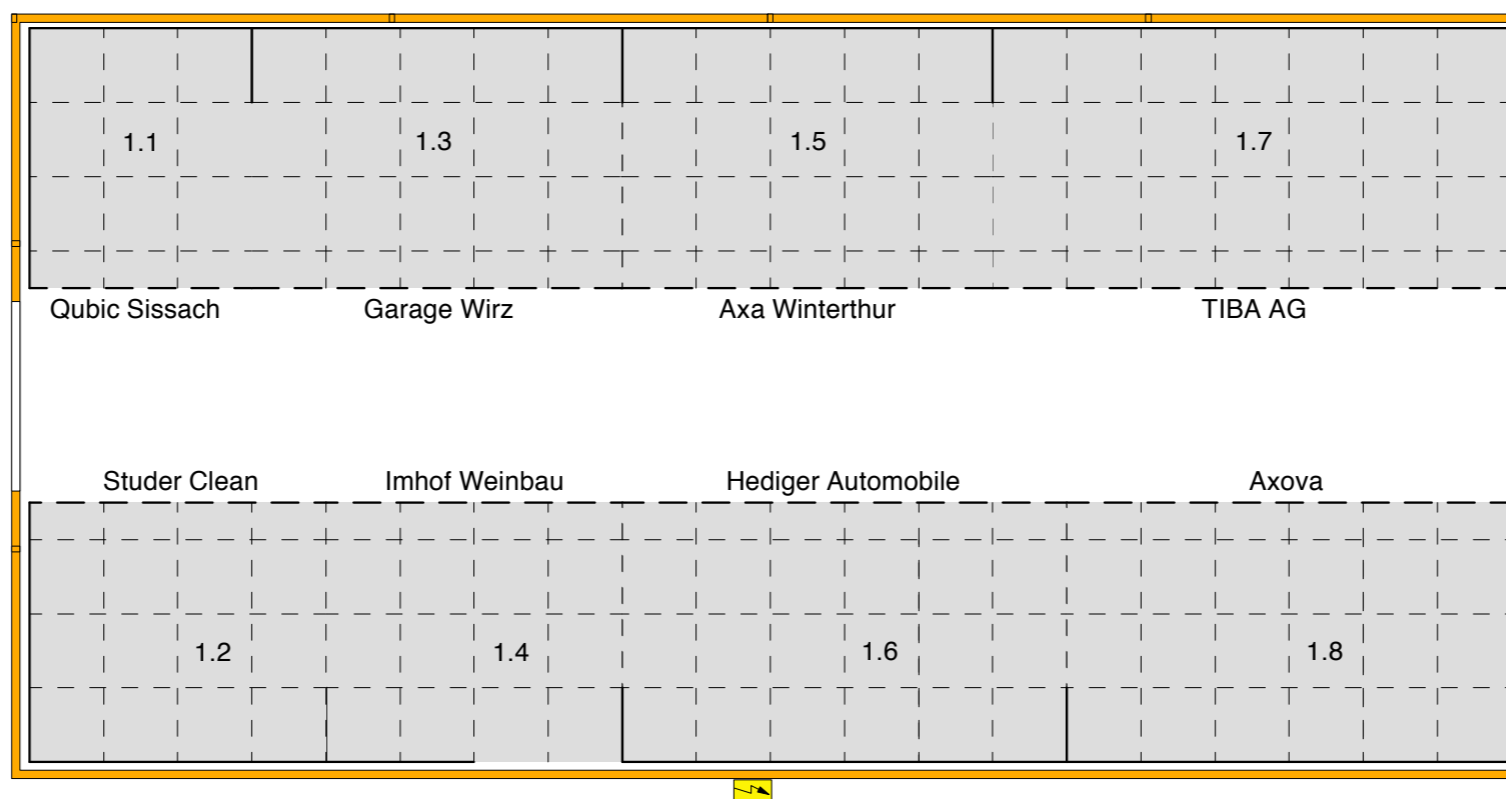 1.1 1.3 1.5 1.7
Qubic Sissach Garage Wirz Axa Winterthur TIBA AG
Studer Clean Imhof Weinbau Hediger Automobile Axova
1.2 1.4 1.6 1.8